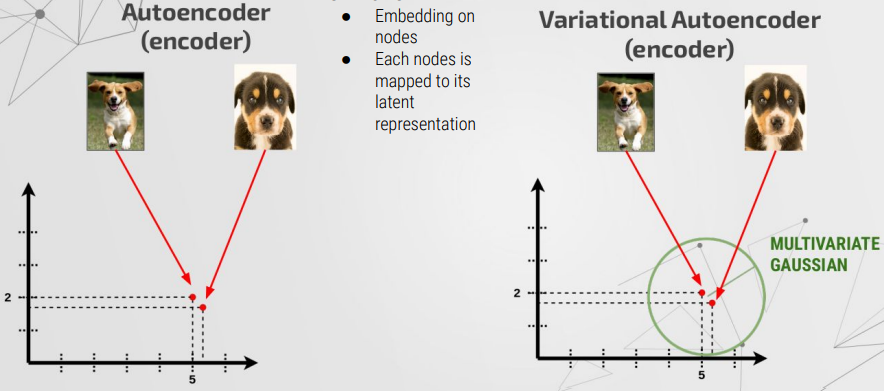 Autoencoder
(encoder)
● Embedding on
nodes
● Each nodes is
mapped to its
latent
representation
Variational Autoencoder
(encoder)
2
5
MULTIVARIATE
GAUSSIAN
2
5